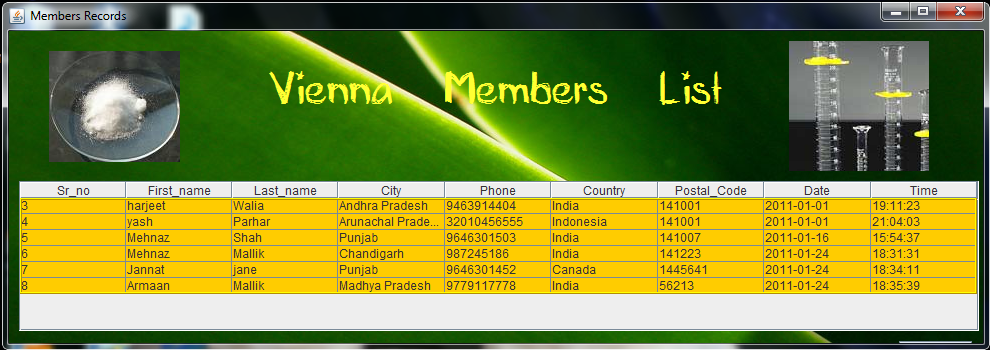 Members Records
Vienna Members List
Sr_no First_name Last_name City Phone Country Postal_Code Date Time
3 harjeet Walia Andhra Pradesh 9463914404 India 141001 2011-01-01 19:11:23
4 yash Parhar Arunachal Prade... 32010456555 Indonesia 141001 2011-01-01 21:04:03
5 Mehnaz Shah Punjab 9646301503 India 141007 2011-01-16 15:54:37
6 Mehnaz Mallik Chandigarh 987245186 India 141223 2011-01-24 18:31:31
7 Jannat jane Punjab 9646301452 Canada 1445641 2011-01-24 18:34:11
8 Armaan Mallik Madhya Pradesh 9779117778 India 56213 2011-01-24 18:35:39